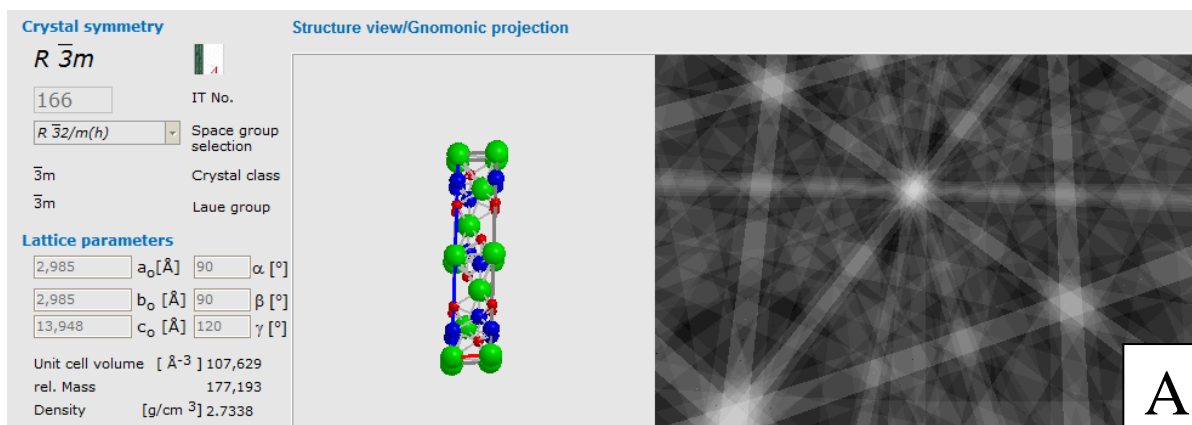 Crystal symmetry
R 3̅m
A
166 IT No.
R 3̅2/m(h) Space group selection
3̅m Crystal class
3̅m Laue group
Lattice parameters
2,985 a₀[Å] 90 α [°]
2,985 b₀ [Å] 90 β [°]
13,948 c₀ [Å] 120 γ [°]
Unit cell volume [ Å⁻³ ] 107,629
rel. Mass 177,193
Density [g/cm ³] 2.7338
Structure view/Gnomonic projection
A